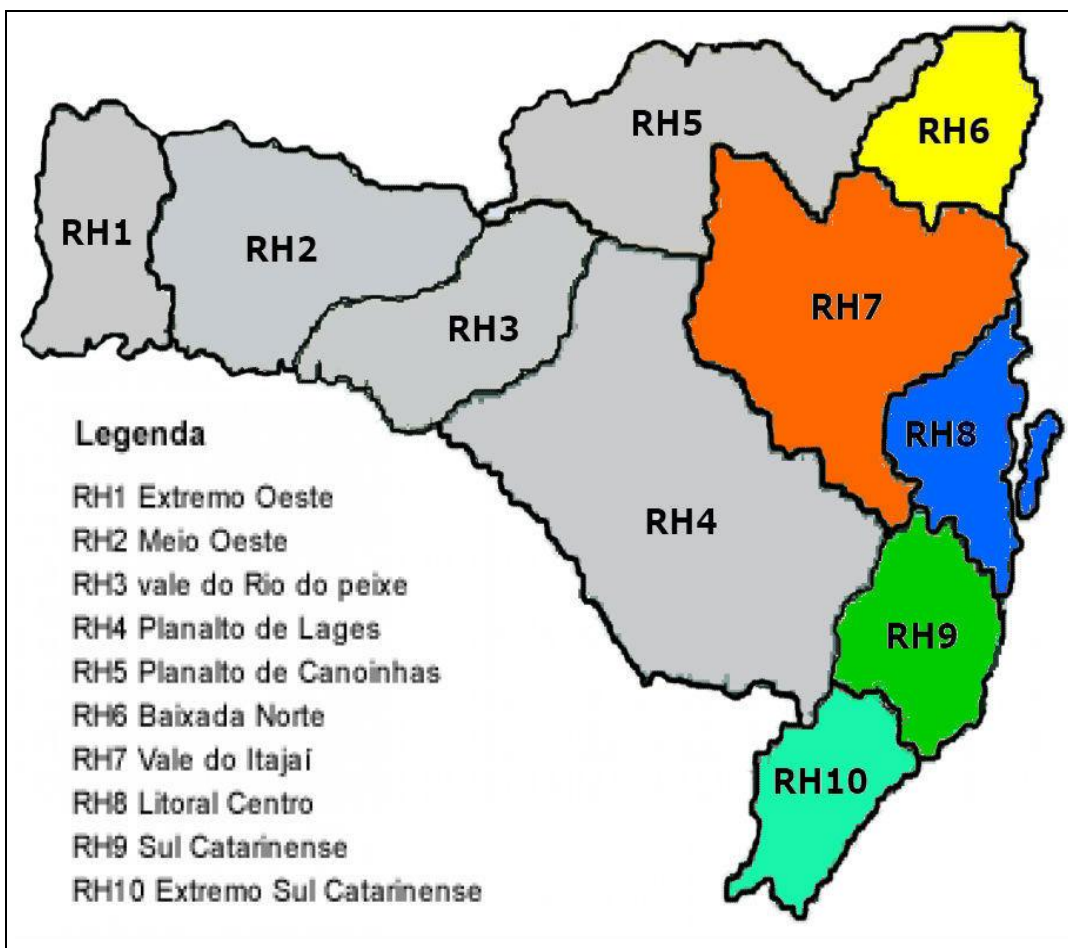 RH5
RH6
RH1
RH2
RH3
RH7
RH8
RH4
RH9
RH10
Legenda
RH1 Extremo Oeste
RH2 Meio Oeste
RH3 vale do Rio do peixe
RH4 Planalto de Lages
RH5 Planalto de Canoinhas
RH6 Baixada Norte
RH7 Vale do Itajaí
RH8 Litoral Centro
RH9 Sul Catarinense
RH10 Extremo Sul Catarinense